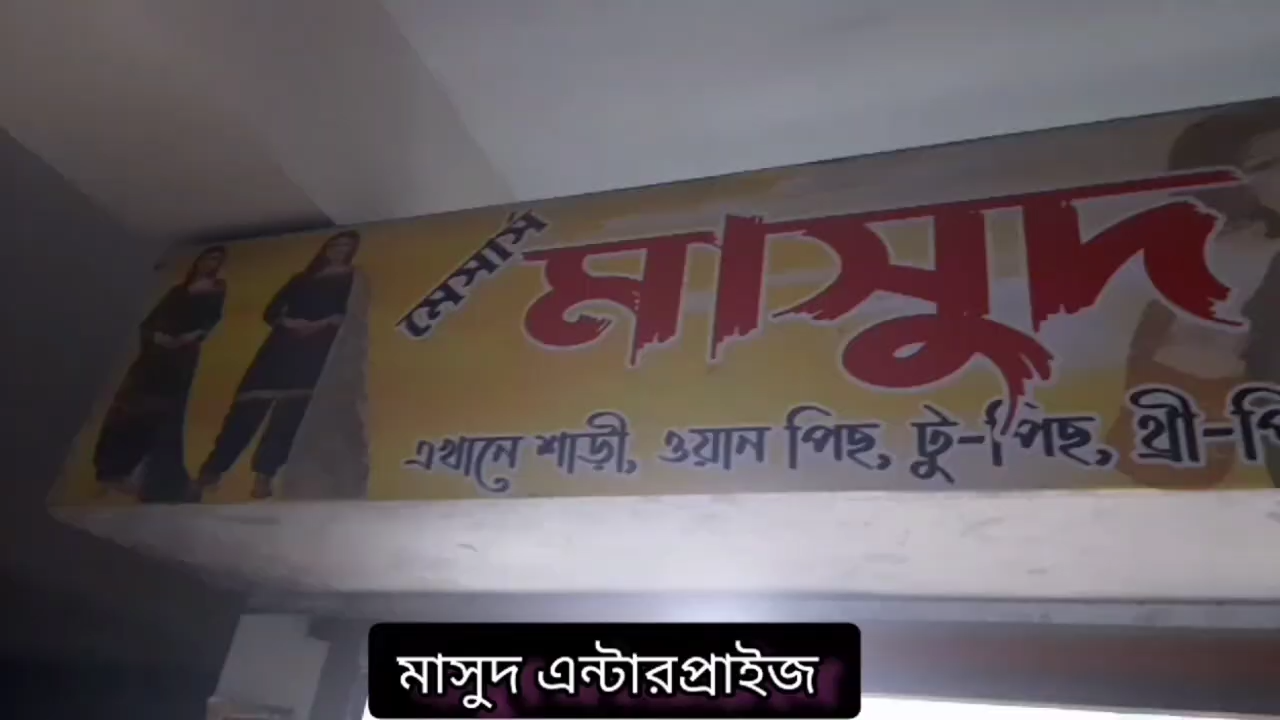 মেসার্স মাসুদ
এখানে শাড়ী, ওয়ান পিছ, টু-পিছ, থ্রী-পি
মাসুদ এন্টারপ্রাইজ